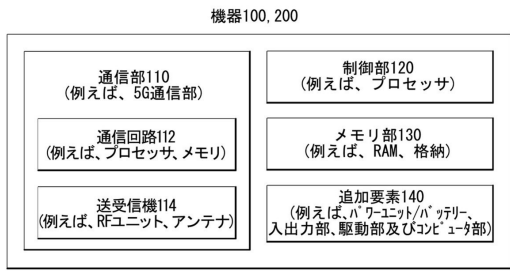 機器100, 200
通信部110
(例えば、5G通信部)
通信回路112
(例えば、プロセッサ、メモリ)
送受信機114
(例えば、RFユニット、アンテナ)
制御部120
(例えば、プロセッサ)
メモリ部130
(例えば、RAM、格納)
追加要素140
(例えば、ﾊﾟﾜｰﾕﾆｯﾄ/ﾊﾞｯﾃﾘｰ、
入出力部、駆動部及びｺﾝﾋﾟｭｰﾀ部)